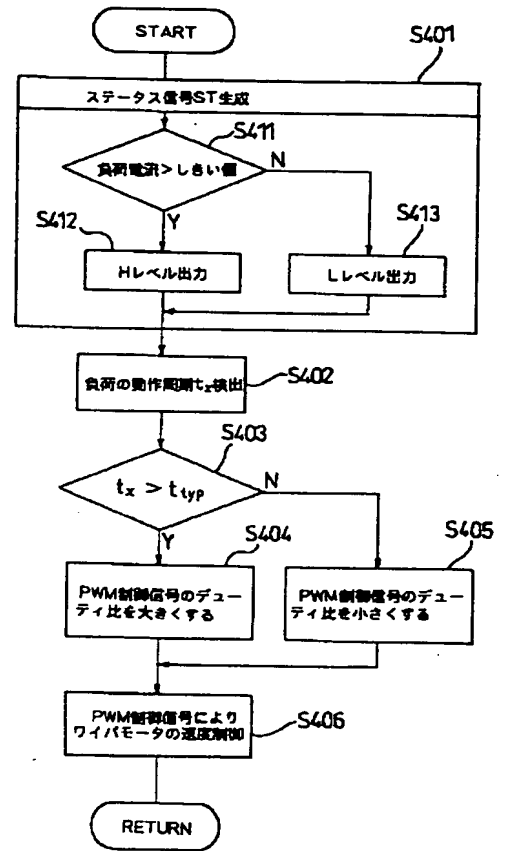 START
S401
ステータス信号ST生成
S411
負荷電流>しきい値
N
Y
S412
S413
Hレベル出力
Lレベル出力
負荷の動作周期tx検出
S402
S403
tx > ttyp
N
Y
S404
S405
PWM制御信号のデュー
ティ比を大きくする
PWM制御信号のデュー
ティ比を小さくする
PWM制御信号により
ワイパモータの速度制御
S406
RETURN